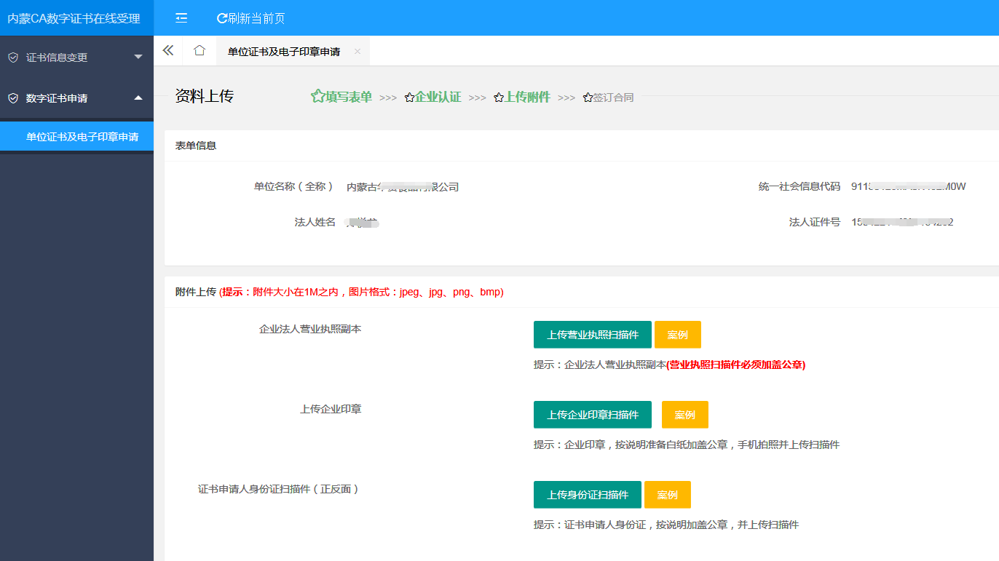 内蒙CA数字证书在线受理
刷新当前页
证书信息变更
数字证书申请
单位证书及电子印章申请
单位证书及电子印章申请 ×
资料上传
填写表单 >>> 企业认证 >>> 上传附件 >>> 签订合同
表单信息
单位名称（全称） 内蒙古 限公司
统一社会信息代码 911 M0W
法人姓名
法人证件号 15
附件上传 (提示：附件大小在1M之内，图片格式：jpeg、jpg、png、bmp)
企业法人营业执照副本
上传营业执照扫描件 案例
提示：企业法人营业执照副本(营业执照扫描件必须加盖公章)
上传企业印章
上传企业印章扫描件 案例
提示：企业印章，按说明准备白纸加盖公章，手机拍照并上传扫描件
证书申请人身份证扫描件（正反面）
上传身份证扫描件 案例
提示：证书申请人身份证，按说明加盖公章，并上传扫描件